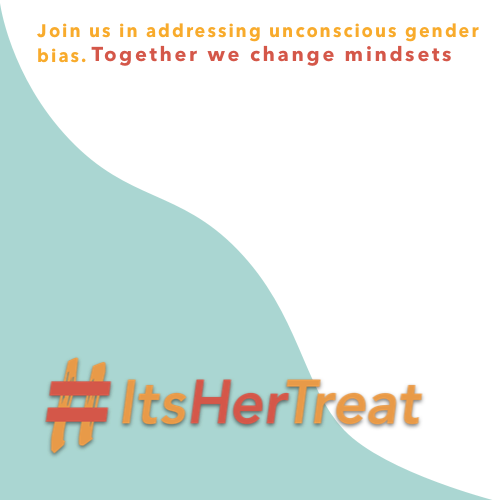 Join us in addressing unconscious gender
bias. Together we change mindsets
#ItsHerTreat